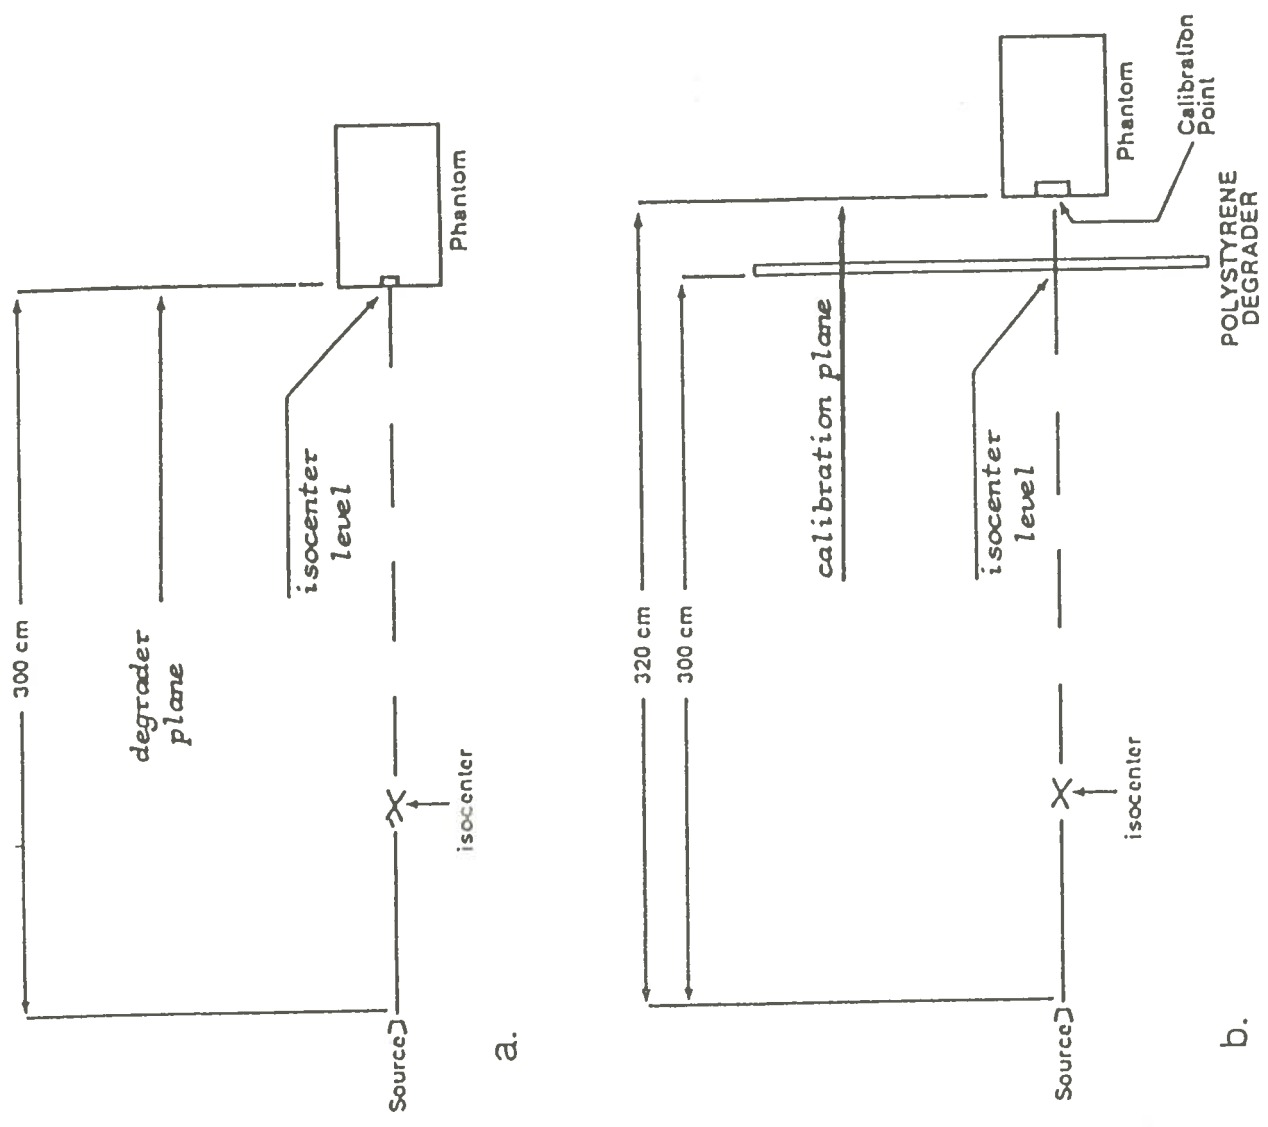 300 cm
degrader
plane
isocenter
level
isocenter
Source
Phantom
a.
320 cm
300 cm
calibration plane
isocenter
level
isocenter
Source
Phantom
Calibration
Point
POLYSTYRENE
DEGRADER
b.